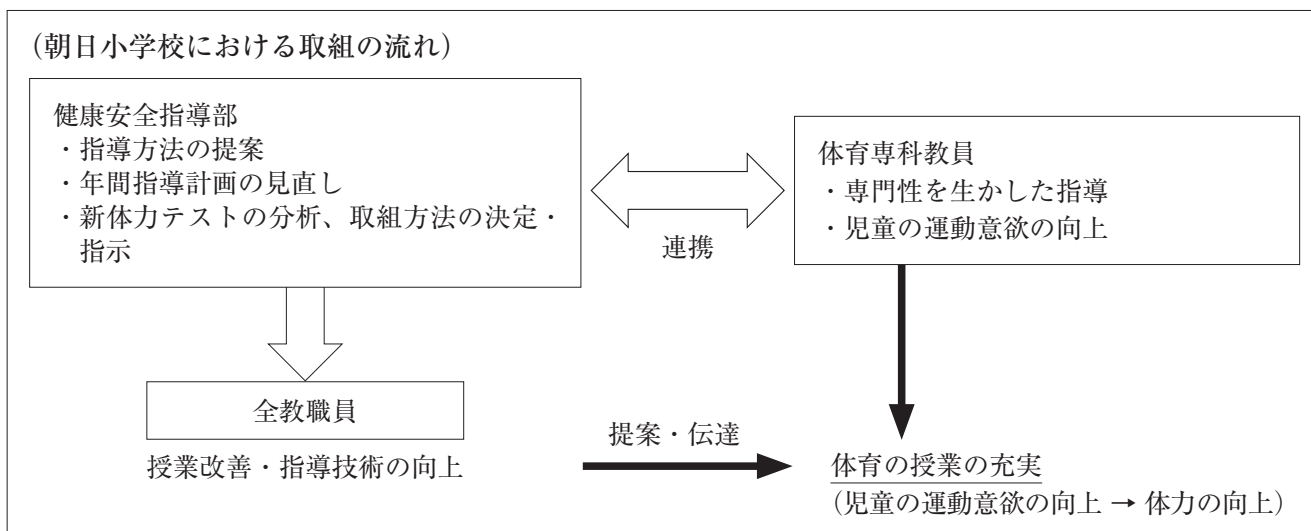 (朝日小学校における取組の流れ)
健康安全指導部
・指導方法の提案
・年間指導計画の見直し
・新体力テストの分析、取組方法の決定・
指示
連携
体育専科教員
・専門性を生かした指導
・児童の運動意欲の向上
全教職員
授業改善・指導技術の向上
提案・伝達
体育の授業の充実
(児童の運動意欲の向上 → 体力の向上)